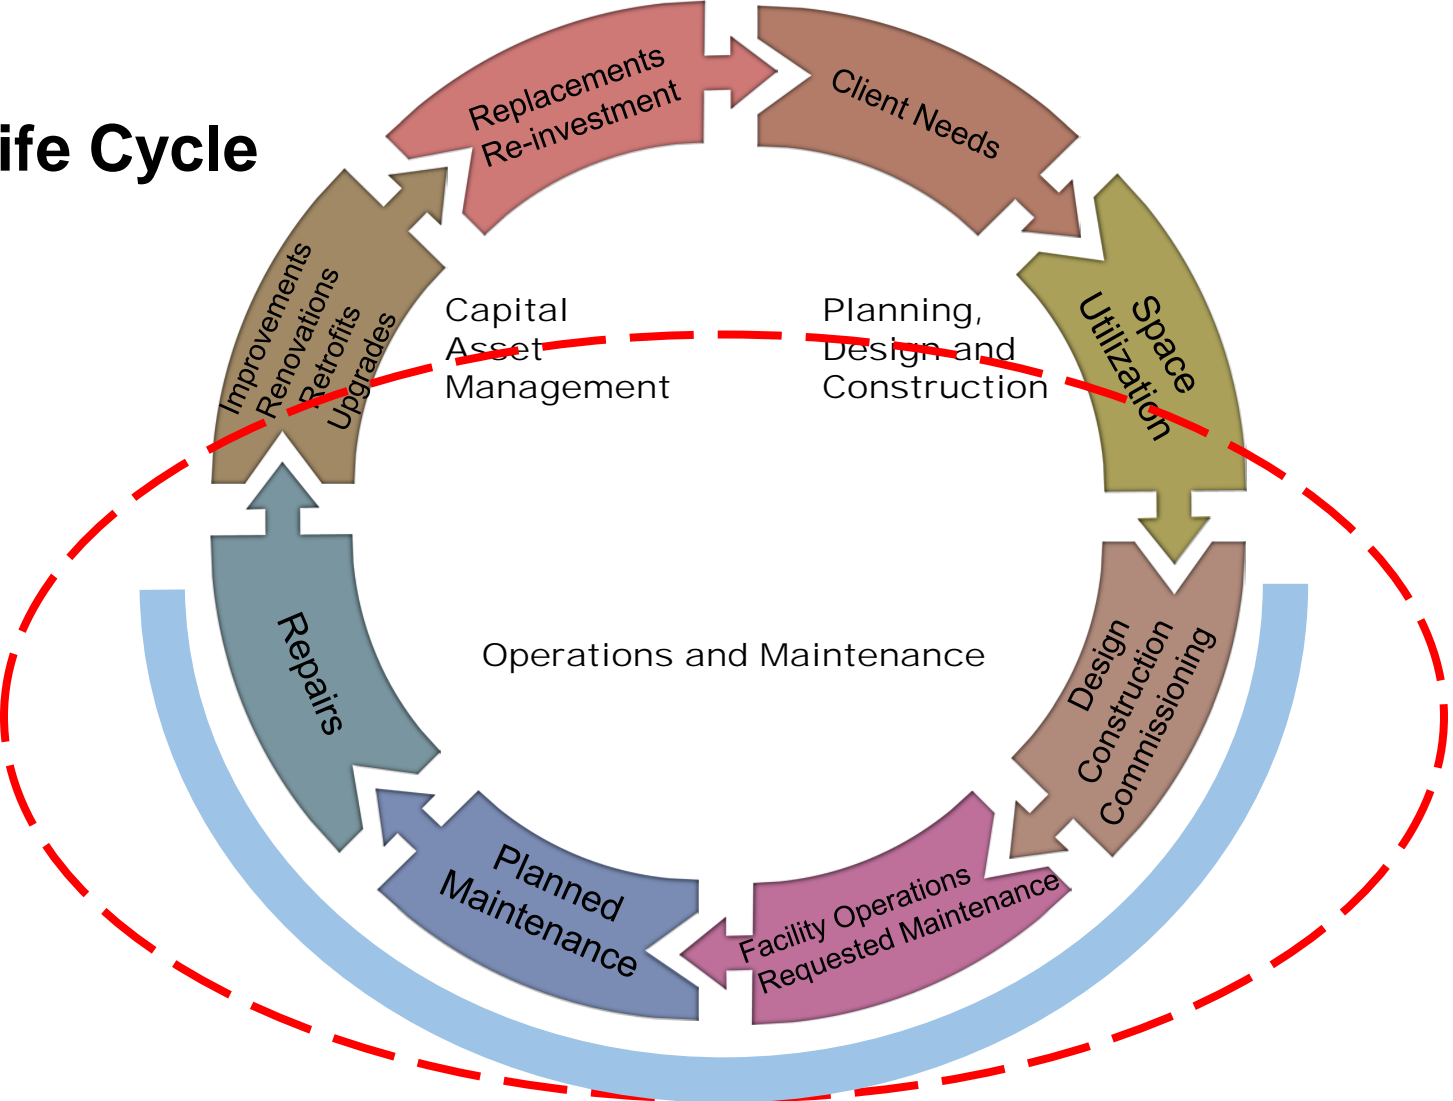 ife Cycle
Replacements
Re-investment
Client Needs
Space
Utilization
Design
Construction
Commissioning
Facility Operations
Requested Maintenance
Planned
Maintenance
Repairs
Improvements
Renovations
Retrofits
Upgrades
Capital
Asset
Management
Planning,
Design and
Construction
Operations and Maintenance